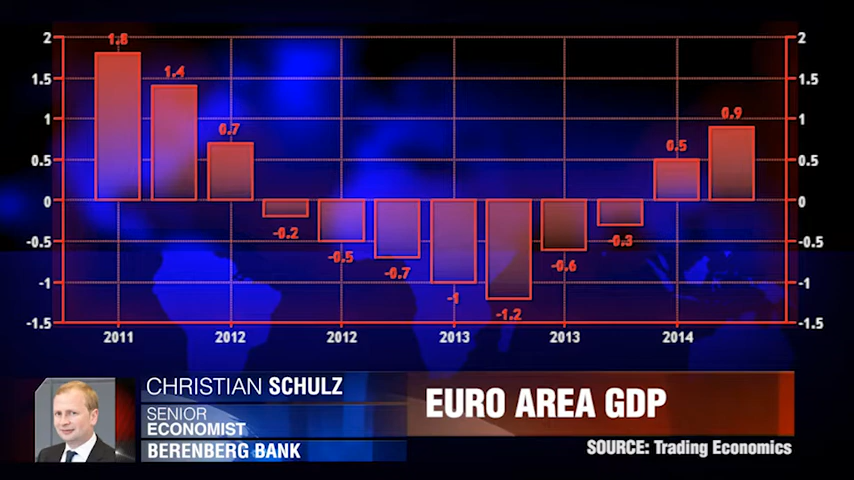 2 1.8 2
1.5 1.4 1.5
1 0.7 0.9 1
0.5 0.5 0.5
0 0
-0.5 -0.2 -0.5 -0.3 -0.5
-1 -0.7 -1 -0.6 -1
-1.5 -1.2 -1.5
2011 2012 2012 2013 2013 2014
CHRISTIAN SCHULZ
SENIOR
ECONOMIST
BERENBERG BANK
EURO AREA GDP
SOURCE: Trading Economics